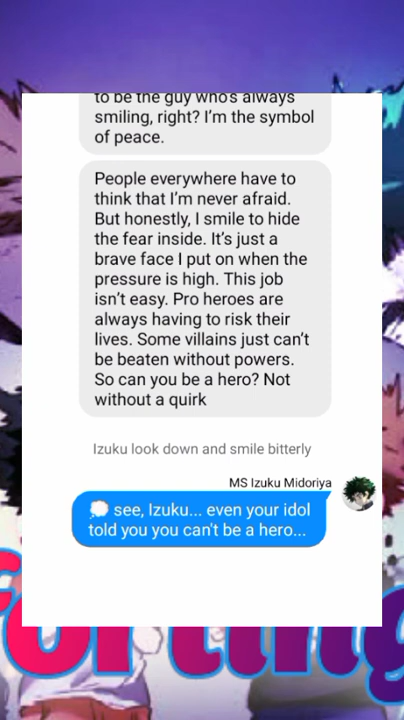 to be the guy who's always
smiling, right? I'm the symbol
of peace.
People everywhere have to
think that I'm never afraid.
But honestly, I smile to hide
the fear inside. It's just a
brave face I put on when the
pressure is high. This job
isn't easy. Pro heroes are
always having to risk their
lives. Some villains just can't
be beaten without powers.
So can you be a hero? Not
without a quirk
Izuku look down and smile bitterly
MS Izuku Midoriya
💭 see, Izuku... even your idol
told you you can't be a hero...